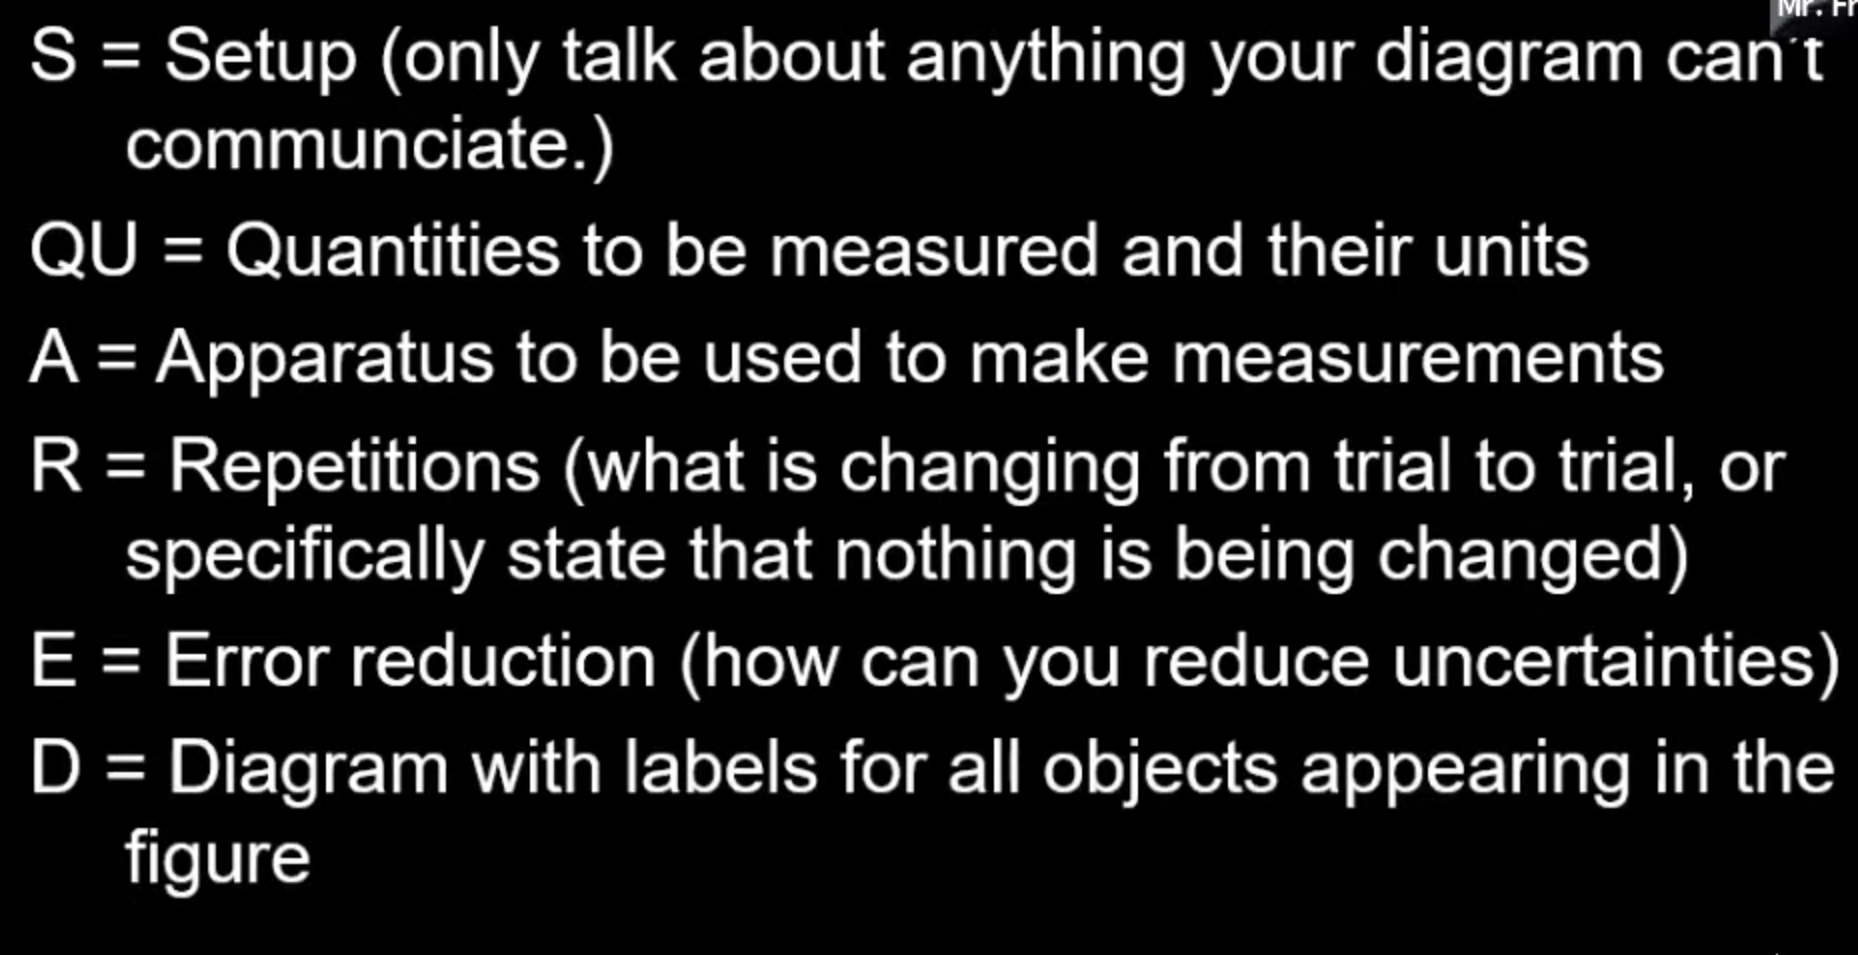 Mr. Fr
S = Setup (only talk about anything your diagram can't
communciate.)
QU = Quantities to be measured and their units
A = Apparatus to be used to make measurements
R = Repetitions (what is changing from trial to trial, or
specifically state that nothing is being changed)
E = Error reduction (how can you reduce uncertainties)
D = Diagram with labels for all objects appearing in the
figure